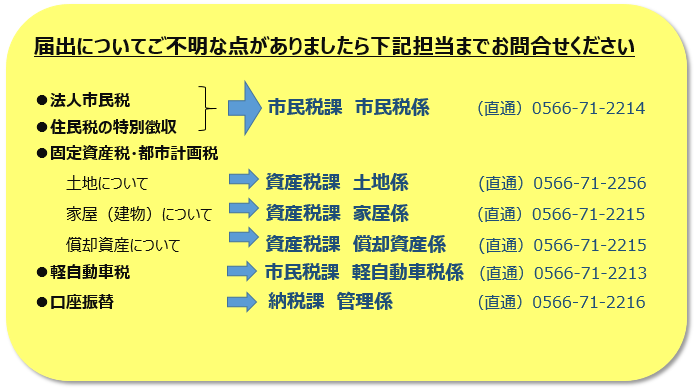 届出についてご不明な点がありましたら下記担当までお問合せください
●法人市民税
●住民税の特別徴収
市民税課 市民税係 (直通) 0566-71-2214
●固定資産税・都市計画税
土地について 資産税課 土地係 (直通) 0566-71-2256
家屋（建物）について 資産税課 家屋係 (直通) 0566-71-2215
償却資産について 資産税課 償却資産係 (直通) 0566-71-2215
●軽自動車税 市民税課 軽自動車税係 (直通) 0566-71-2213
●口座振替 納税課 管理係 (直通) 0566-71-2216